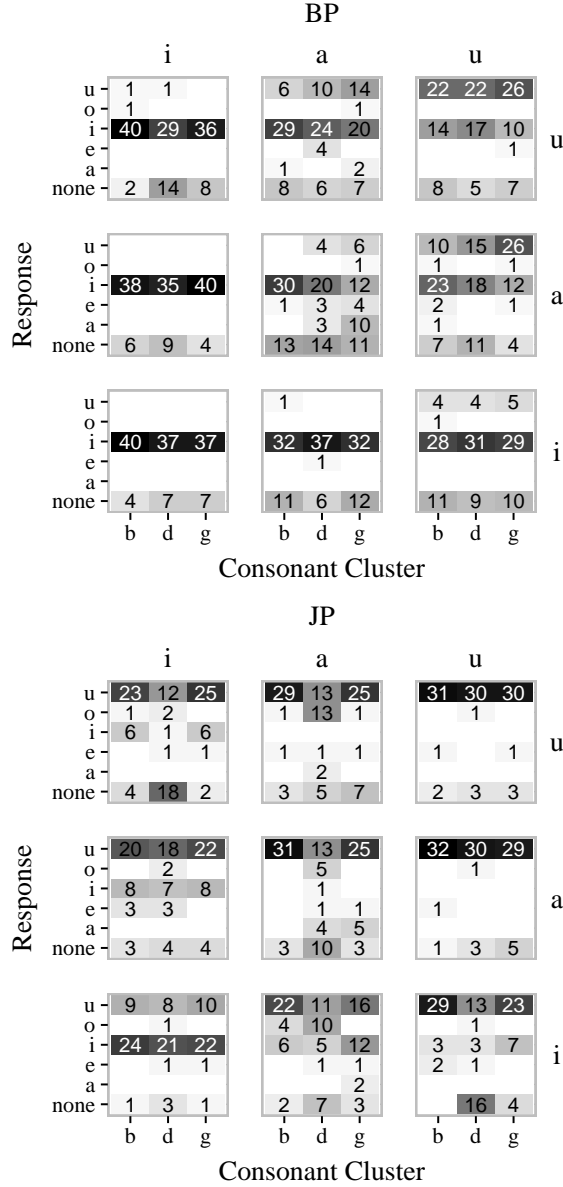 BP
i a u
u 1 1 6 10 14 22 22 26
o 1 1
i 40 29 36 29 24 20 14 17 10 u
e 4 1
a 1 2
none 2 14 8 8 6 7 8 5 7
u 4 6 10 15 26
o 1 1 1
i 38 35 40 30 20 12 23 18 12 a
e 1 3 4 2 1
a 3 10 1
none 6 9 4 13 14 11 7 11 4
Response
u 1 4 4 5
o 1
i 40 37 37 32 37 32 28 31 29 i
e 1
a
none 4 7 7 11 6 12 11 9 10
b d g b d g b d g
Consonant Cluster
JP
i a u
u 23 12 25 29 13 25 31 30 30
o 1 2 1 13 1 1
i 6 1 6 u
e 1 1 1 1 1 1 1
a 2
none 4 18 2 3 5 7 2 3 3
u 20 18 22 31 13 25 32 30 29
o 2 5 1
i 8 7 8 1 a
e 3 3 1 1 1
a 4 5
none 3 4 4 3 10 3 1 3 5
Response
u 9 8 10 22 11 16 29 13 23
o 1 4 10 1
i 24 21 22 6 5 12 3 3 7 i
e 1 1 1 1 2 1
a 2
none 1 3 1 2 7 3 16 4
b d g b d g b d g
Consonant Cluster